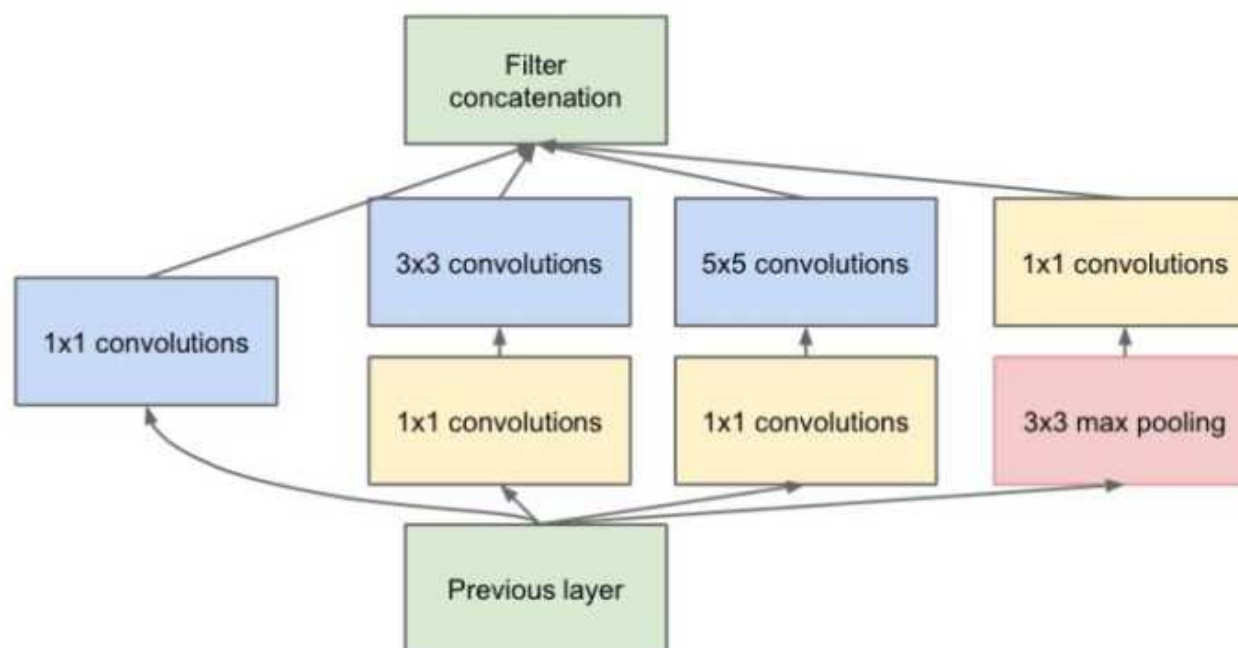 Filter
concatenation
3x3 convolutions
5x5 convolutions
1x1 convolutions
1x1 convolutions
1x1 convolutions
1x1 convolutions
3x3 max pooling
Previous layer